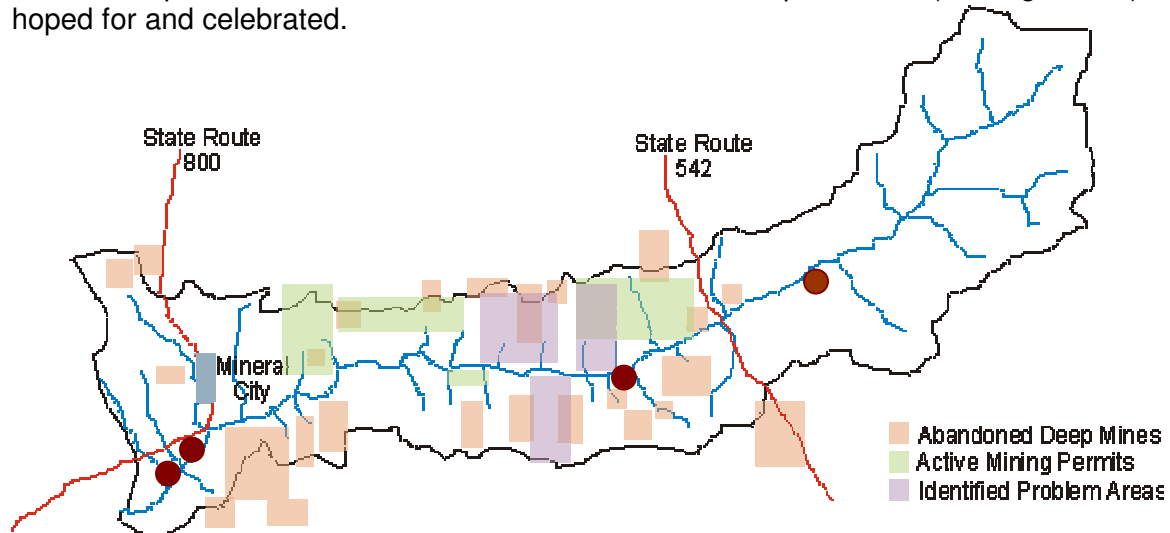 hoped for and celebrated.
State Route
800
State Route
542
Mineral
City
Abandoned Deep Mines
Active Mining Permits
Identified Problem Areas